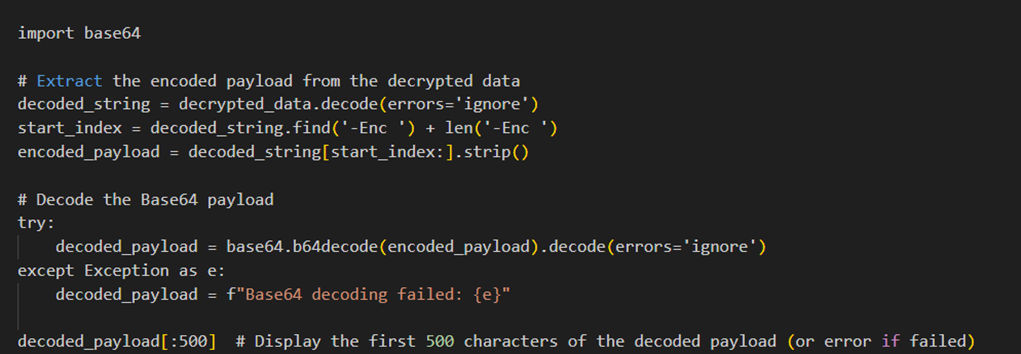 import base64
# Extract the encoded payload from the decrypted data
decoded_string = decrypted_data.decode(errors='ignore')
start_index = decoded_string.find('-Enc ') + len('-Enc ')
encoded_payload = decoded_string[start_index:].strip()
# Decode the Base64 payload
try:
    decoded_payload = base64.b64decode(encoded_payload).decode(errors='ignore')
except Exception as e:
    decoded_payload = f"Base64 decoding failed: {e}"
decoded_payload[:500]  # Display the first 500 characters of the decoded payload (or error if failed)